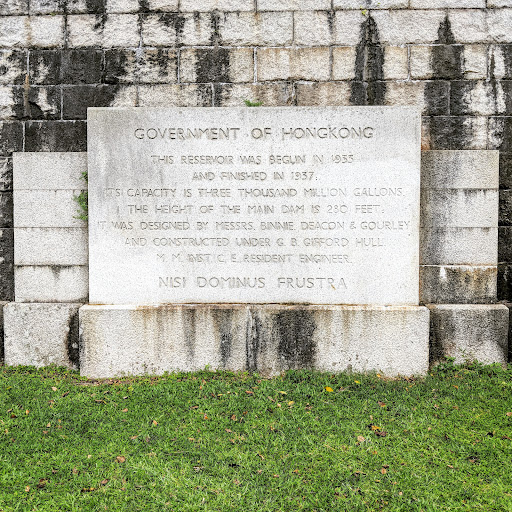 GOVERNMENT OF HONGKONG
THIS RESERVOIR WAS BEGUN IN 1933
AND FINISHED IN 1937.
ITS CAPACITY IS THREE THOUSAND MILLION GALLONS.
THE HEIGHT OF THE MAIN DAM IS 280 FEET.
IT WAS DESIGNED BY MESSRS. BINNIE, DEACON & GOURLEY
AND CONSTRUCTED UNDER G. B. GIFFORD HULL
M. M. INST. C. E. RESIDENT ENGINEER.
NISI DOMINUS FRUSTRA